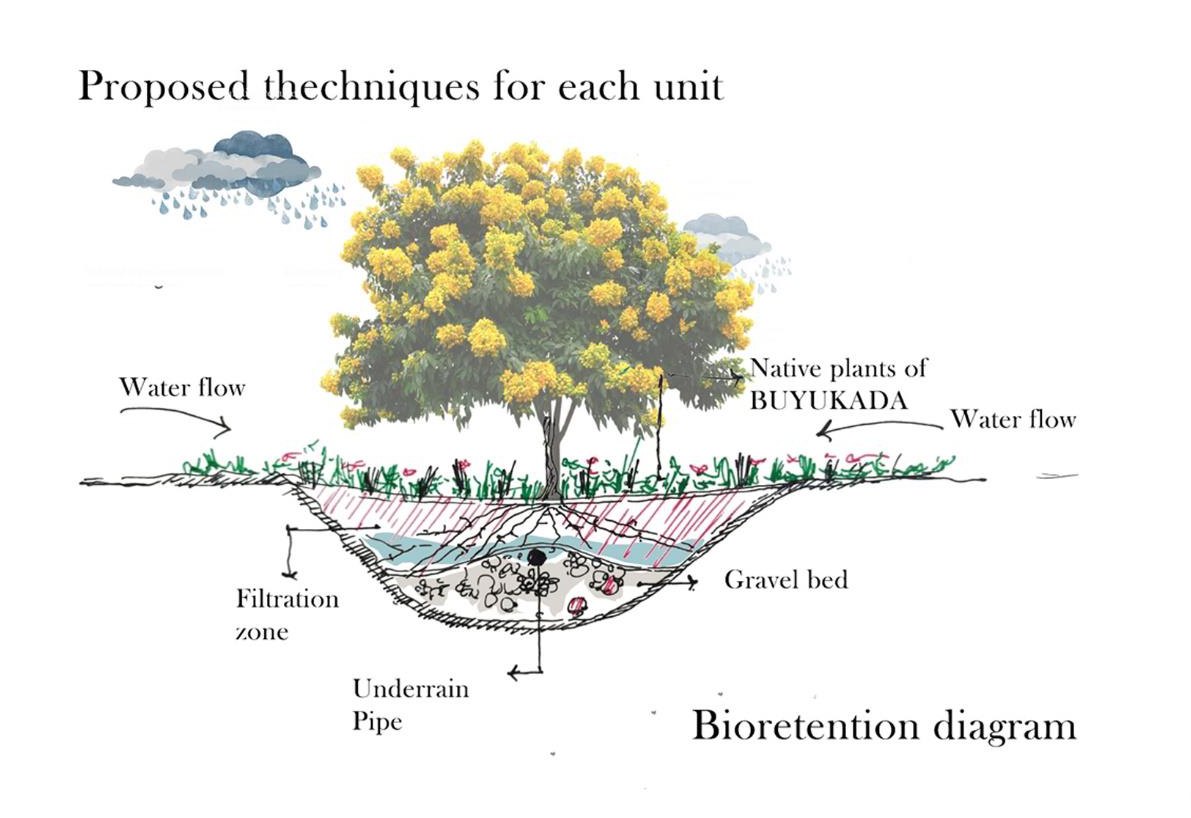 Proposed thechniques for each unit
Native plants of
BUYUKADA
Water flow
Water flow
Filtration
zone
Gravel bed
Underrain
Pipe
Bioretention diagram